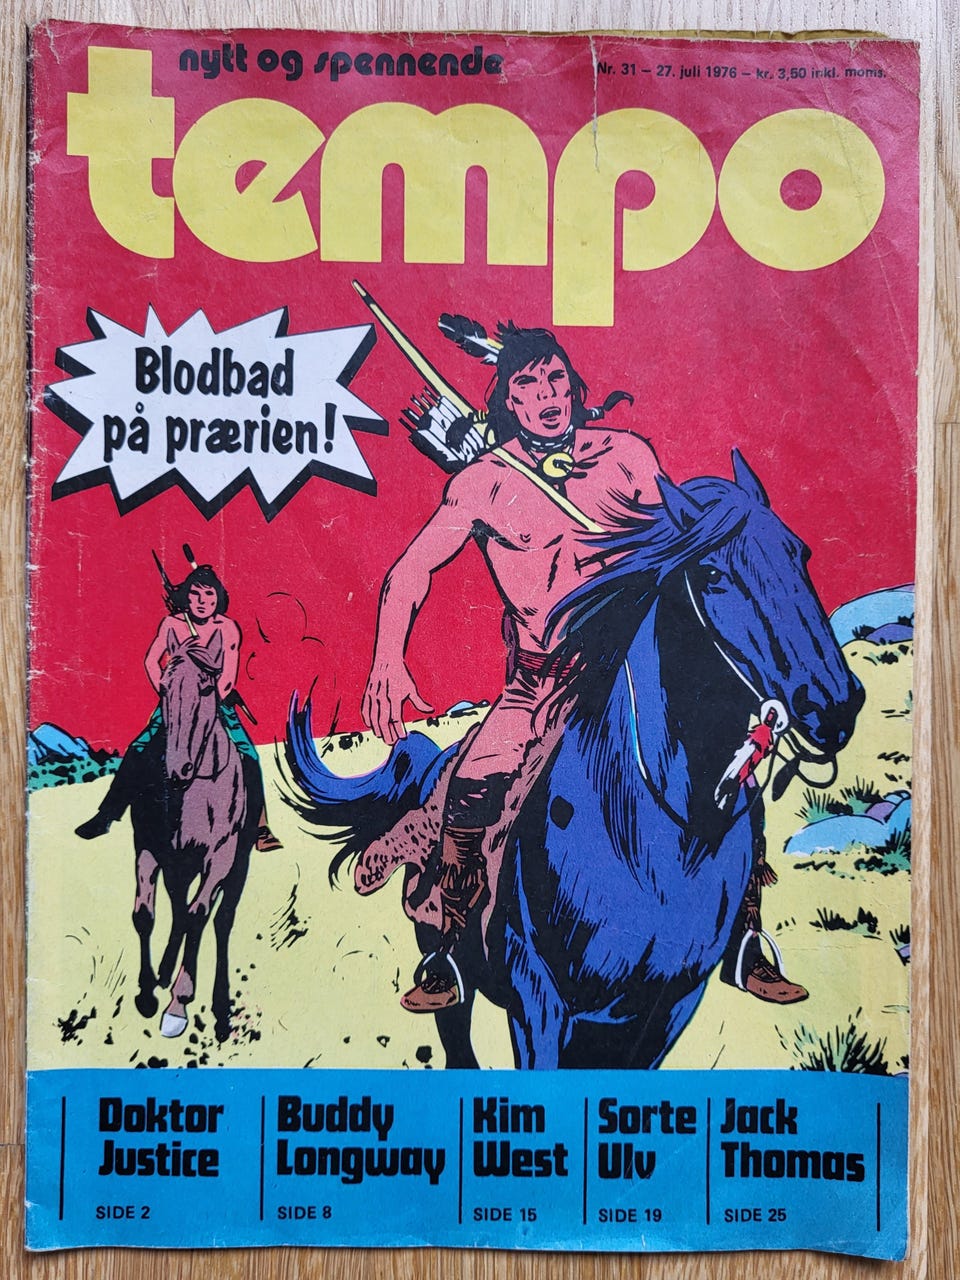 nytt og spennende
Nr. 31 – 27. juli 1976 – kr. 3,50 inkl. moms.
tempo
Blodbad
på prærien!
Doktor
Justice
SIDE 2
Buddy
Longway
SIDE 8
Kim
West
SIDE 15
Sorte
Ulv
SIDE 19
Jack
Thomas
SIDE 25